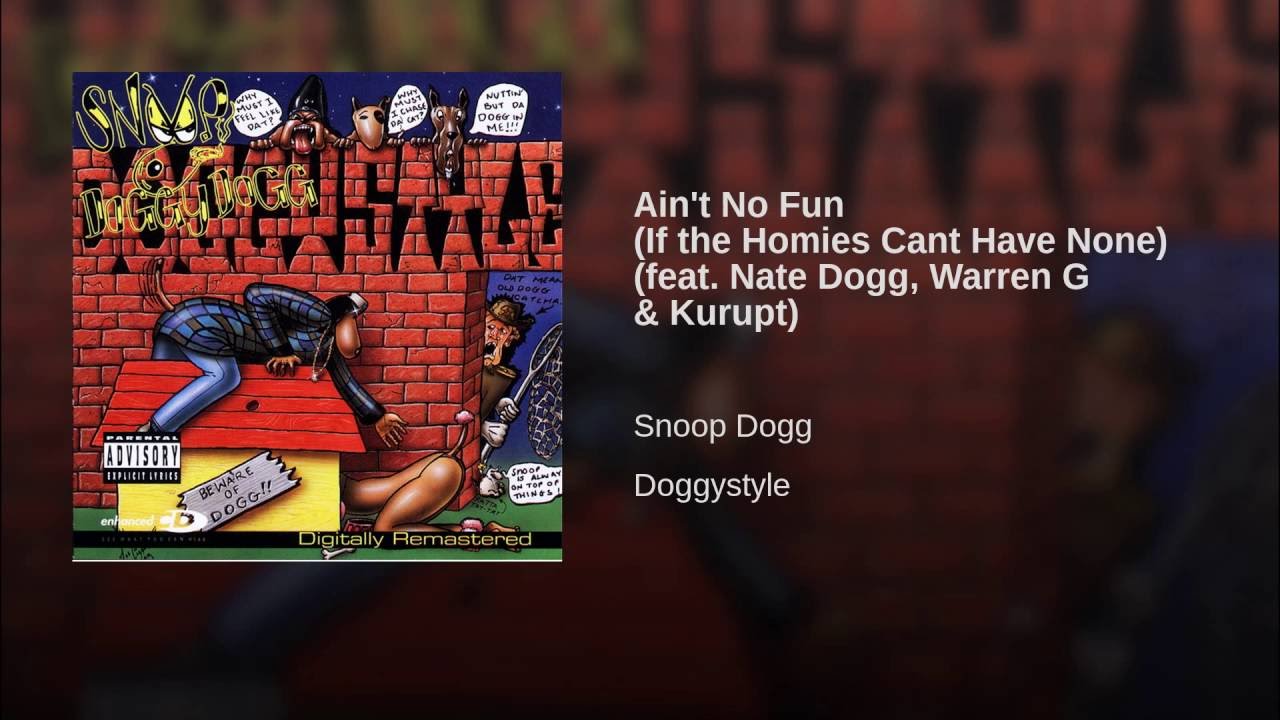 SNOOP
DOGGY DOGG
WHY
MUST I
FEEL LIKE
DAT?
WHY
MUST
I CHASE
DA CAT?
NUTTIN'
BUT DA
DOGG IN
ME!!!
STYLE
DAT MEAN
OLD DOGG
CATCHA
PARENTAL
ADVISORY
EXPLICIT LYRICS
BEWARE
OF
DOGG!!
SNOOP
IS ALWAY
ON TOP OF
THINGS!
enhanced CD
Digitally Remastered
Ain't No Fun
(If the Homies Cant Have None)
(feat. Nate Dogg, Warren G
& Kurupt)
Snoop Dogg
Doggystyle